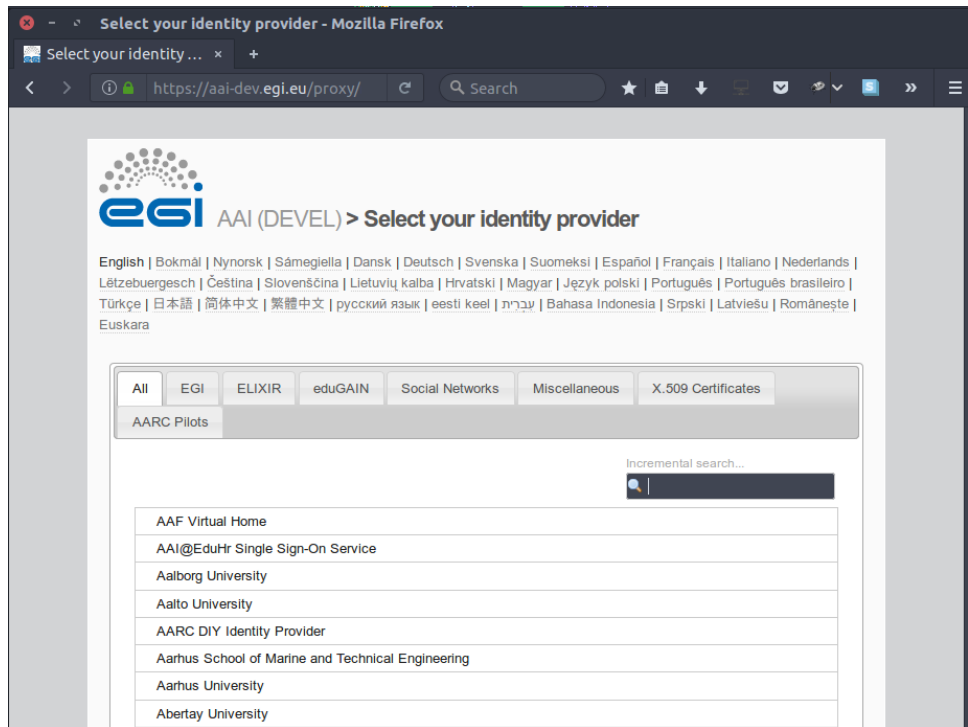 Select your identity provider - Mozilla Firefox
Select your identity ... × +
https://aai-dev.egi.eu/proxy/ Search
egi AAI (DEVEL) > Select your identity provider
English | Bokmål | Nynorsk | Sámegiella | Dansk | Deutsch | Svenska | Suomeksi | Español | Français | Italiano | Nederlands |
Lëtzebuergesch | Čeština | Slovenščina | Lietuvių kalba | Hrvatski | Magyar | Język polski | Português | Português brasileiro |
Türkçe | 日本語 | 简体中文 | 繁體中文 | русский язык | eesti keel | עִבְרִית | Bahasa Indonesia | Srpski | Latviešu | Românește |
Euskara
All EGI ELIXIR eduGAIN Social Networks Miscellaneous X.509 Certificates
AARC Pilots
Incremental search...
AAF Virtual Home
AAI@EduHr Single Sign-On Service
Aalborg University
Aalto University
AARC DIY Identity Provider
Aarhus School of Marine and Technical Engineering
Aarhus University
Abertay University